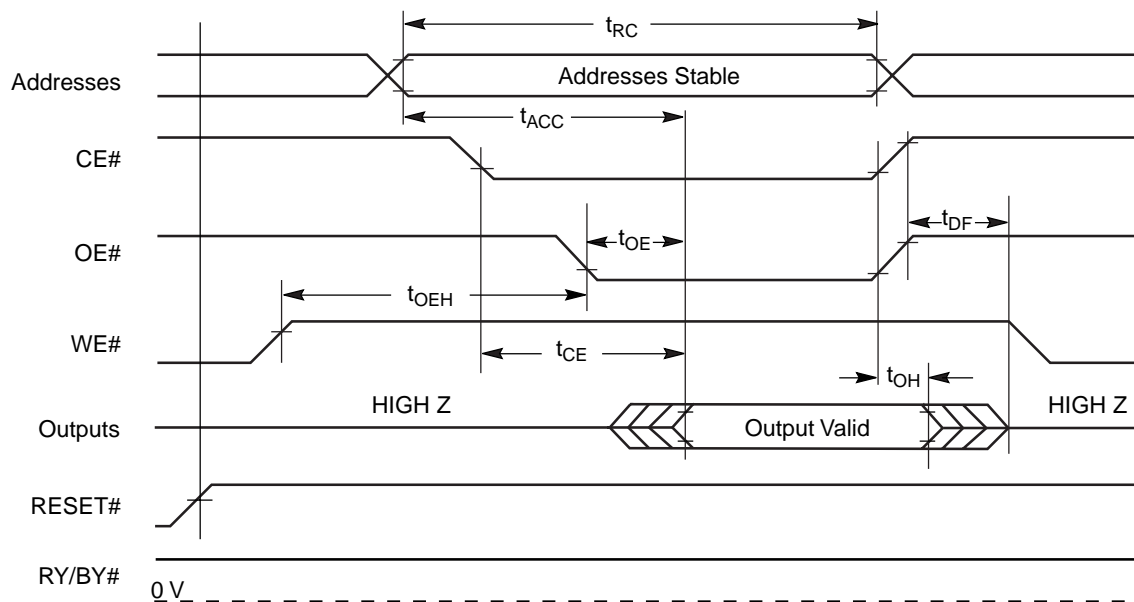 tRC
Addresses
Addresses Stable
tACC
CE#
tDF
OE#
tOE
tOEH
WE#
tCE
tOH
HIGH Z
HIGH Z
Outputs
Output Valid
RESET#
RY/BY#
0 V